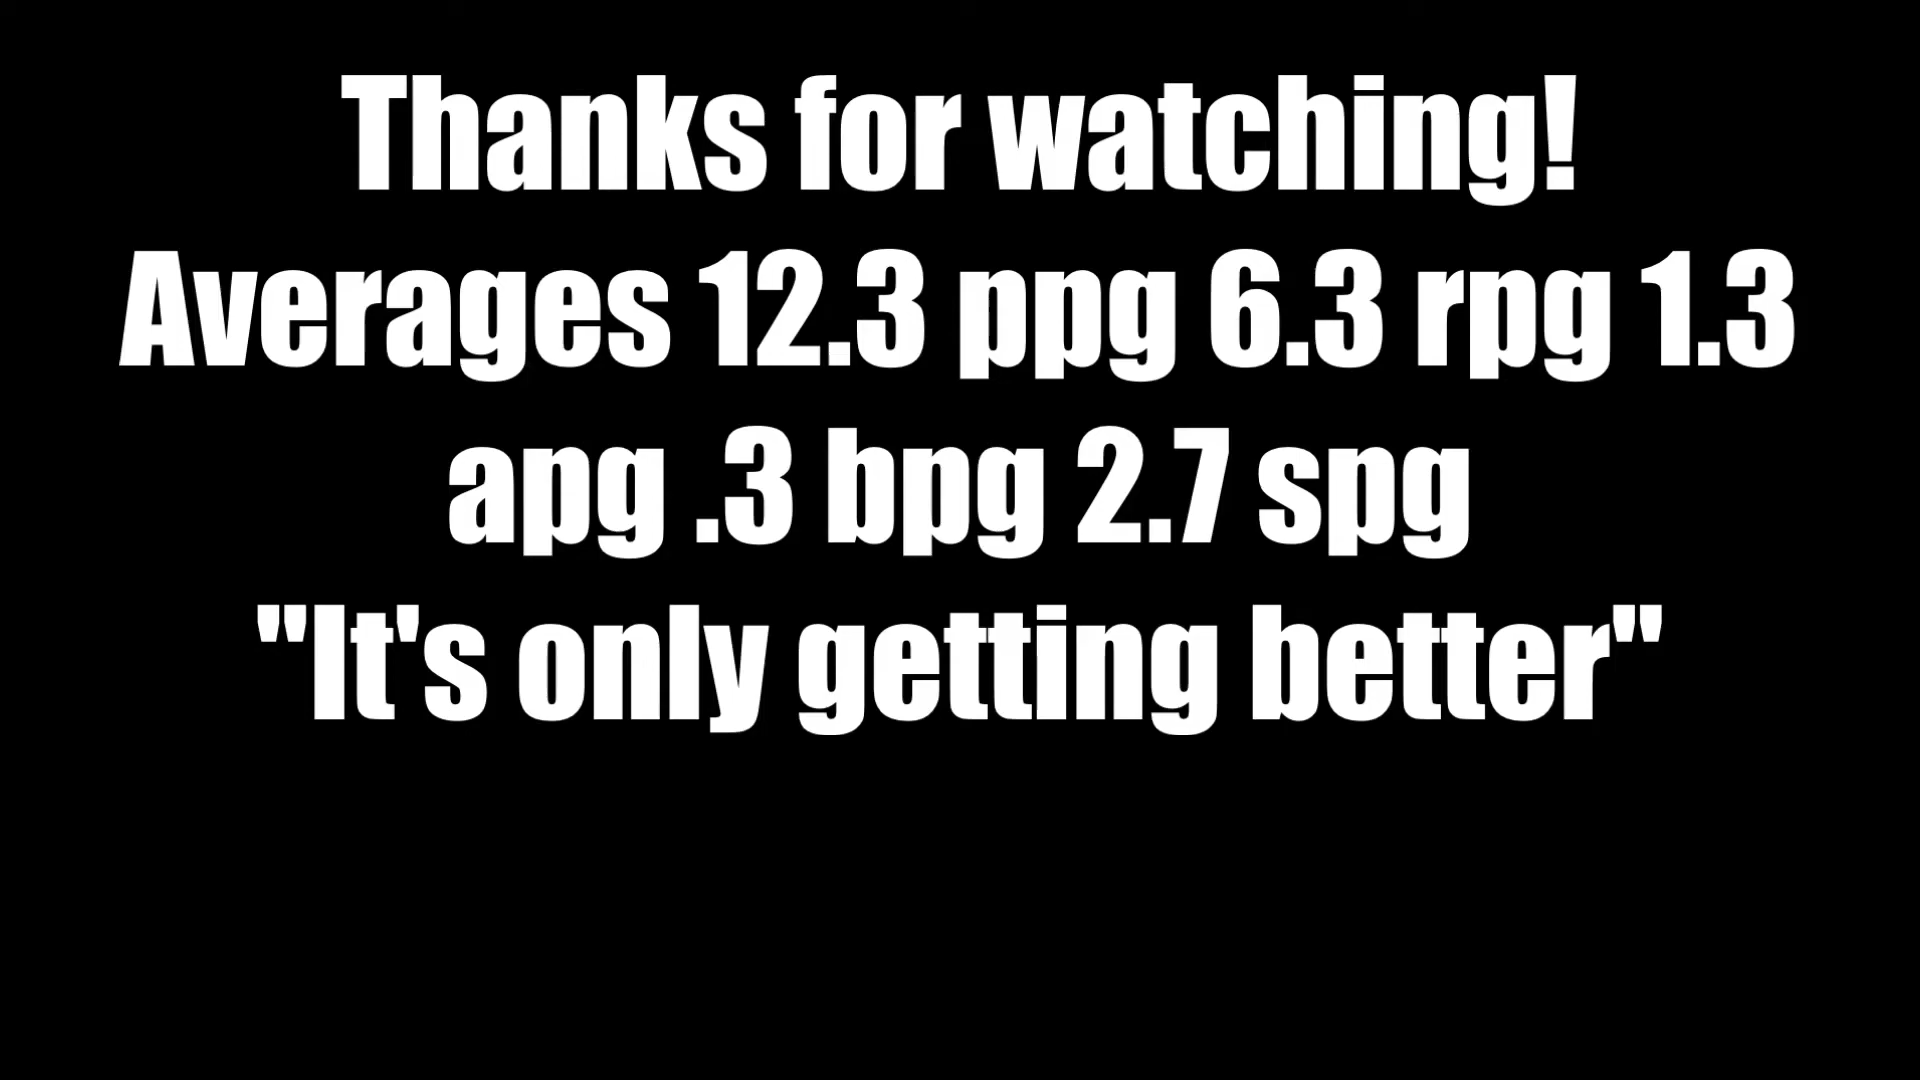 Thanks for watching!
Averages 12.3 ppg 6.3 rpg 1.3
apg .3 bpg 2.7 spg
"It's only getting better"